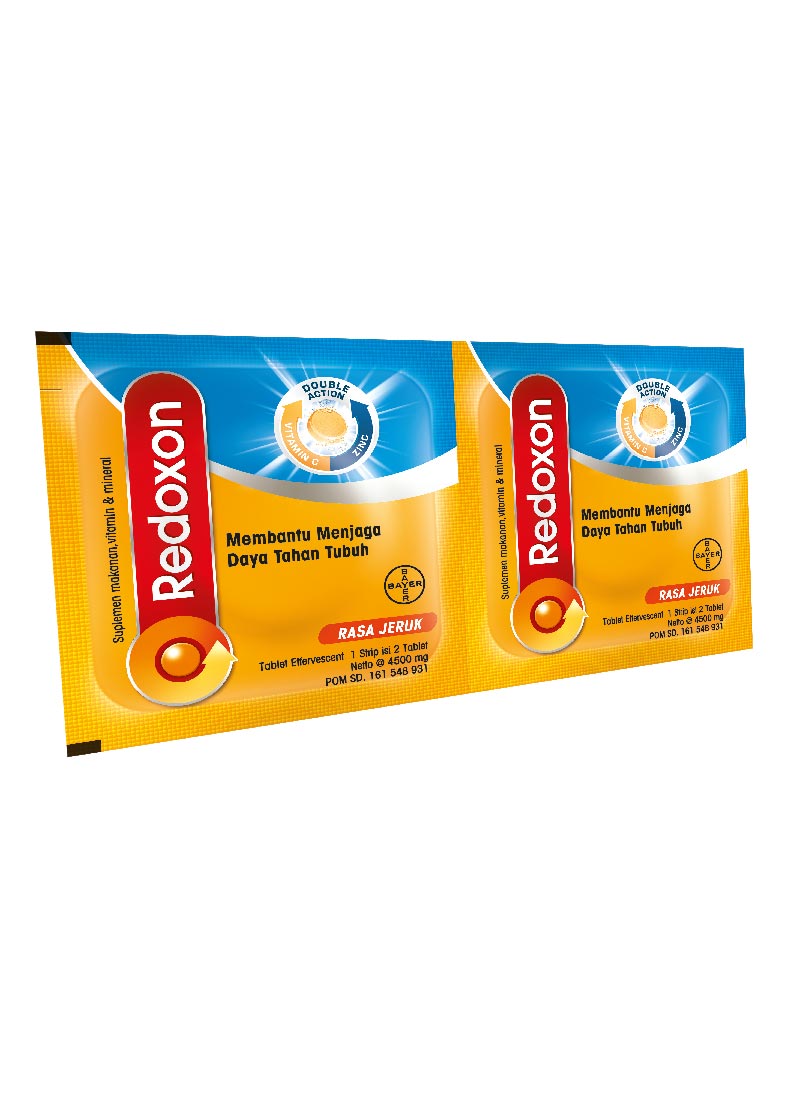 Suplemen makanan, vitamin & mineral
Redoxon
DOUBLE
ACTION
VITAMIN C
ZINC
Membantu Menjaga
Daya Tahan Tubuh
BAYER
BAYER
RASA JERUK
Tablet Effervescent 1 Strip isi 2 Tablet
Netto @ 4500 mg
POM SD. 161 548 931
Suplemen makanan, vitamin & mineral
Redoxon
DOUBLE
ACTION
VITAMIN C
ZINC
Membantu Menjaga
Daya Tahan Tubuh
BAYER
BAYER
RASA JERUK
Tablet Effervescent 1 Strip isi 2 Tablet
Netto @ 4500 mg
POM SD. 161 548 931